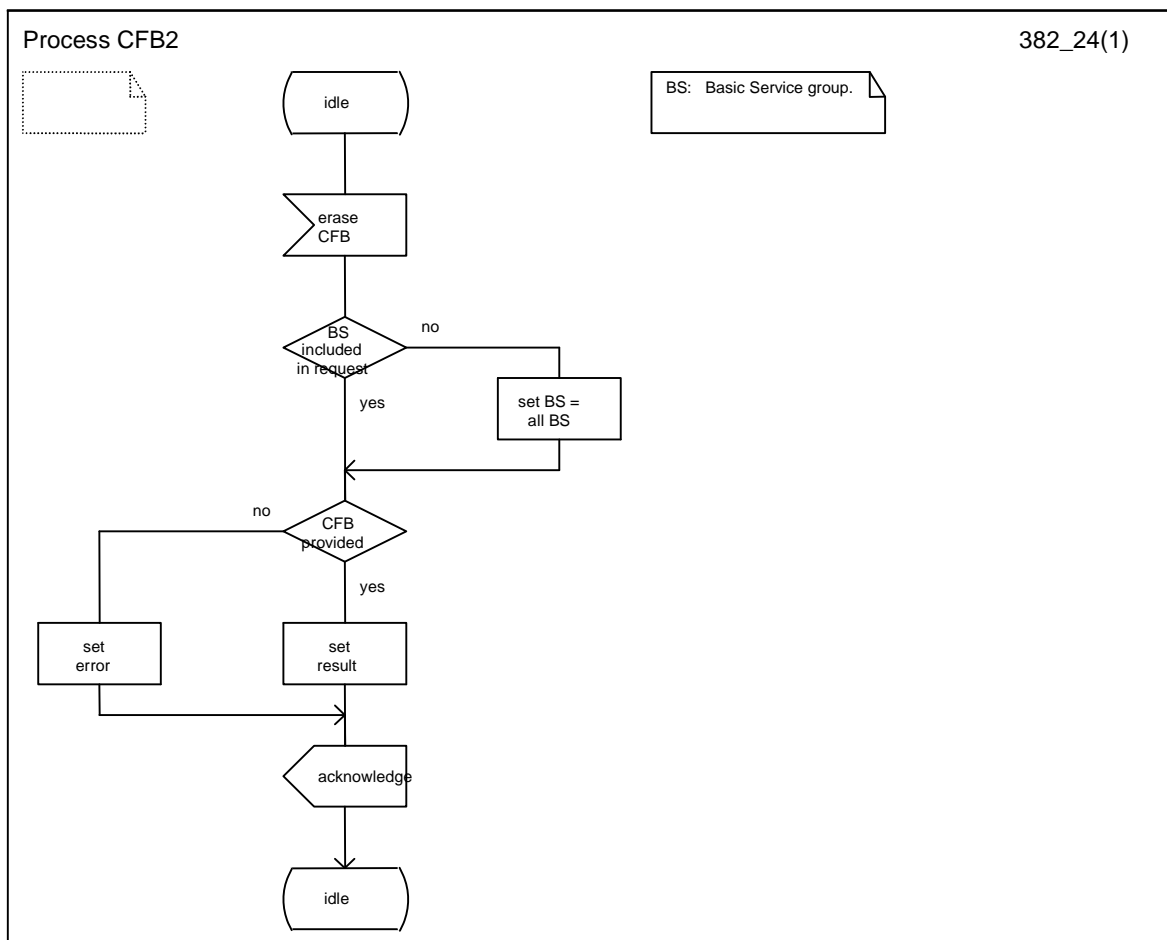 Process CFB2
382_24(1)
idle
BS: Basic Service group.
erase
CFB
BS
included
in request
no
yes
set BS =
all BS
no
CFB
provided
yes
set
error
set
result
acknowledge
idle